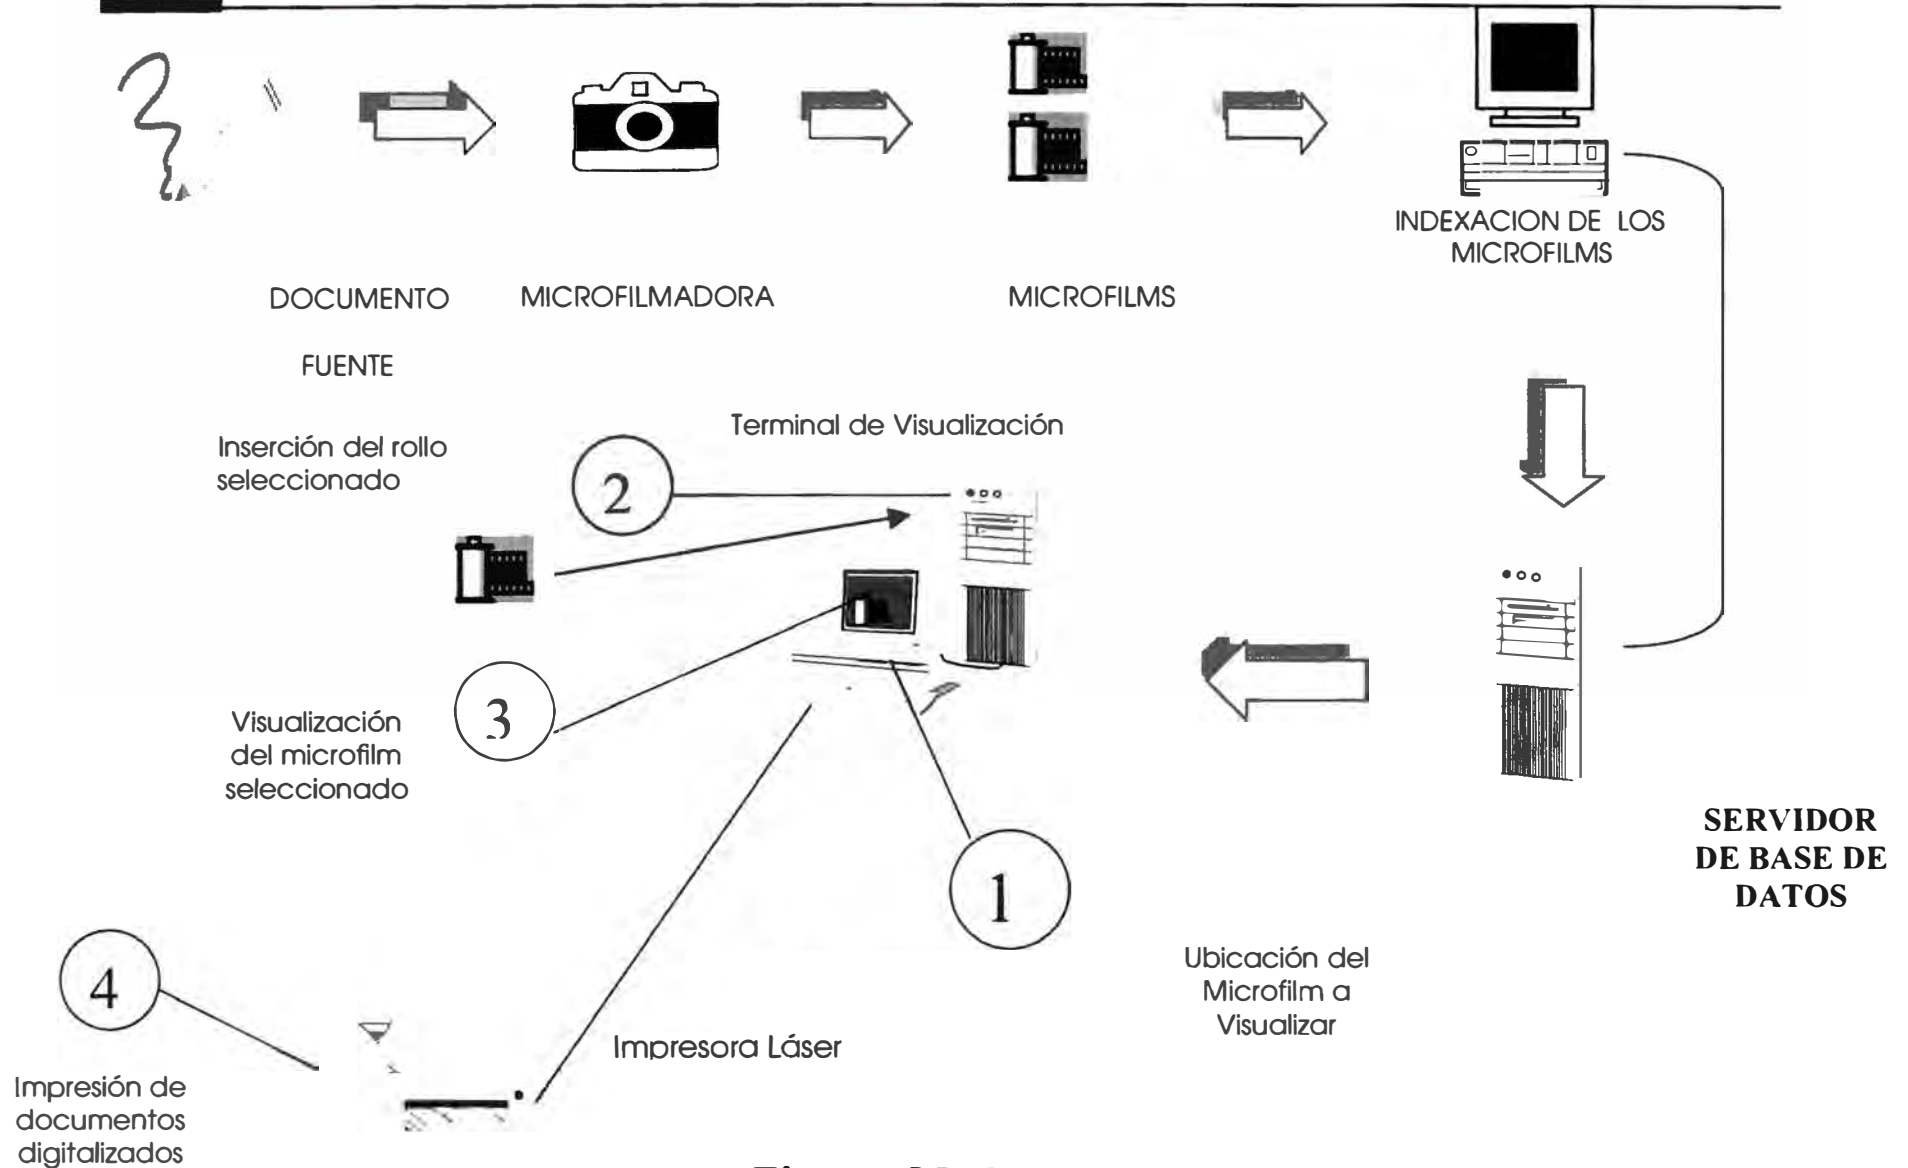 INDEXACION DE LOS
MICROFILMS
DOCUMENTO
FUENTE
MICROFILMADORA
MICROFILMS
Inserción del rollo
seleccionado
2
Terminal de Visualización
3
Visualización
del microfilm
seleccionado
1
SERVIDOR
DE BASE DE
DATOS
Ubicación del
Microfilm a
Visualizar
4
Impresora Láser
Impresión de
documentos
digitalizados